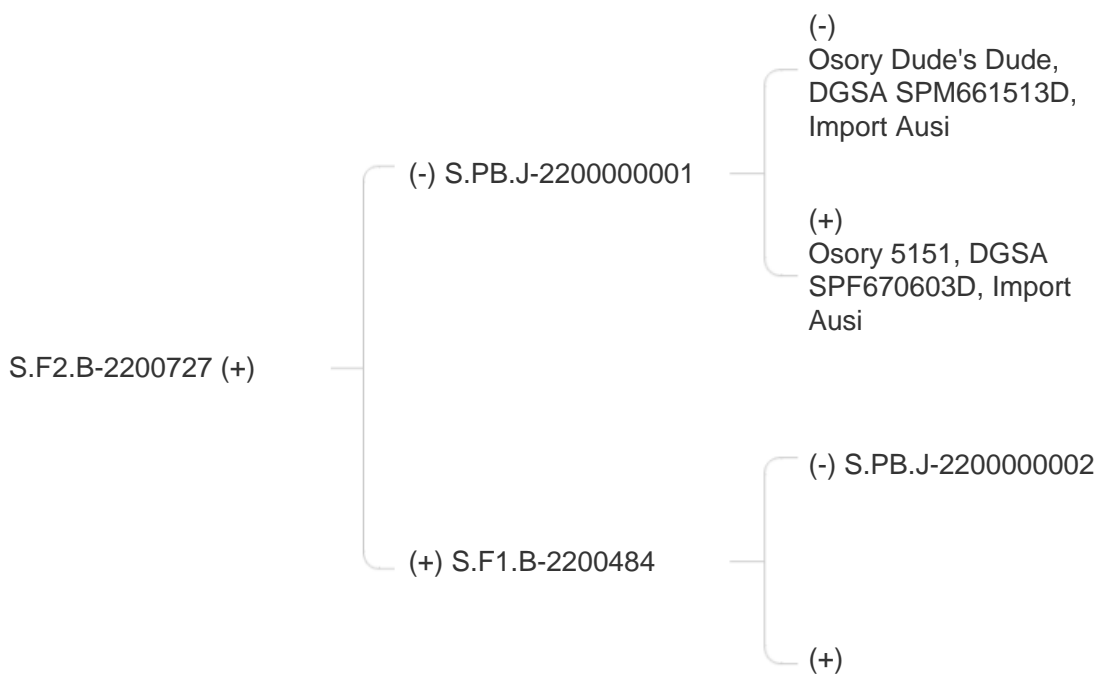 (-)
Osory Dude's Dude,
DGSA SPM661513D,
Import Ausi
(-) S.PB.J-2200000001
(+)
Osory 5151, DGSA
SPF670603D, Import
Ausi
S.F2.B-2200727 (+)
(-) S.PB.J-2200000002
(+) S.F1.B-2200484
(+)